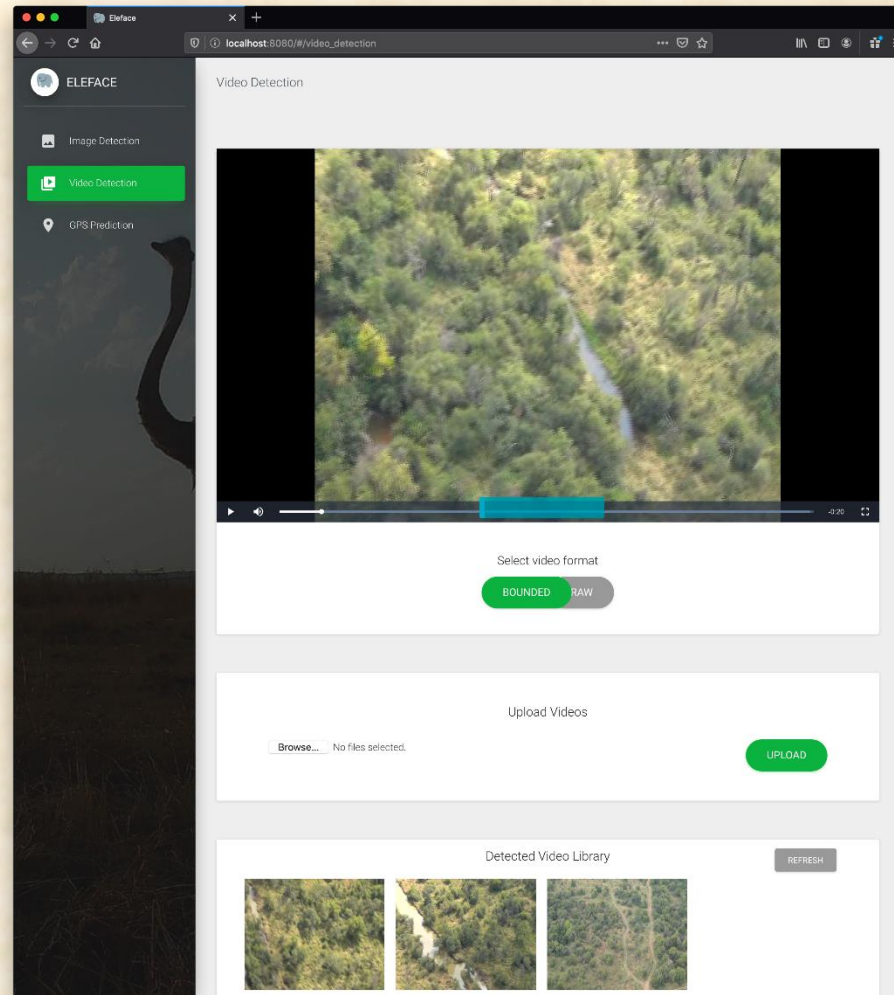 Eleface
localhost:8080/#/video_detection
ELEFACE
Video Detection
Image Detection
Video Detection
GPS Prediction
-0:20
Select video format
BOUNDED RAW
Upload Videos
Browse... No files selected.
UPLOAD
Detected Video Library
REFRESH